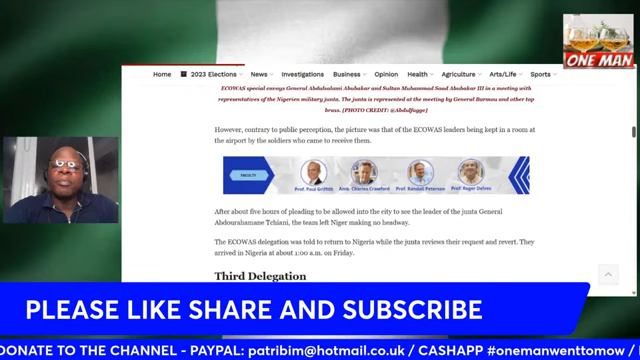 ONE MAN
Home 2023 Elections News Investigations Business Opinion Health Agriculture Arts/Life Sports
ECOWAS special envoys General Abdulsalami Abubakar and Sultan Muhammad Saad Abubakar III in a meeting with
representatives of the Nigerien military junta. The junta is represented at the meeting by General Barmou and other top
brass. [PHOTO CREDIT: @Abdulfagge]
However, contrary to public perception, the picture was that of the ECOWAS leaders being kept in a room at
the airport by the soldiers who came to receive them.
FACULTY
Prof. Paul Griffith Amb. Charles Crawford Prof. Randall Peterson Prof. Roger Delves
After about five hours of pleading to be allowed into the city to see the leader of the junta General
Abdourahamane Tchiani, the team left Niger making no headway.
The ECOWAS delegation was told to return to Nigeria while the junta reviews their request and revert. They
arrived in Nigeria at about 1:00 a.m. on Friday.
Third Delegation
PLEASE LIKE SHARE AND SUBSCRIBE
DONATE TO THE CHANNEL - PAYPAL: patribim@hotmail.co.uk / CASHAPP #onemanwenttomow /